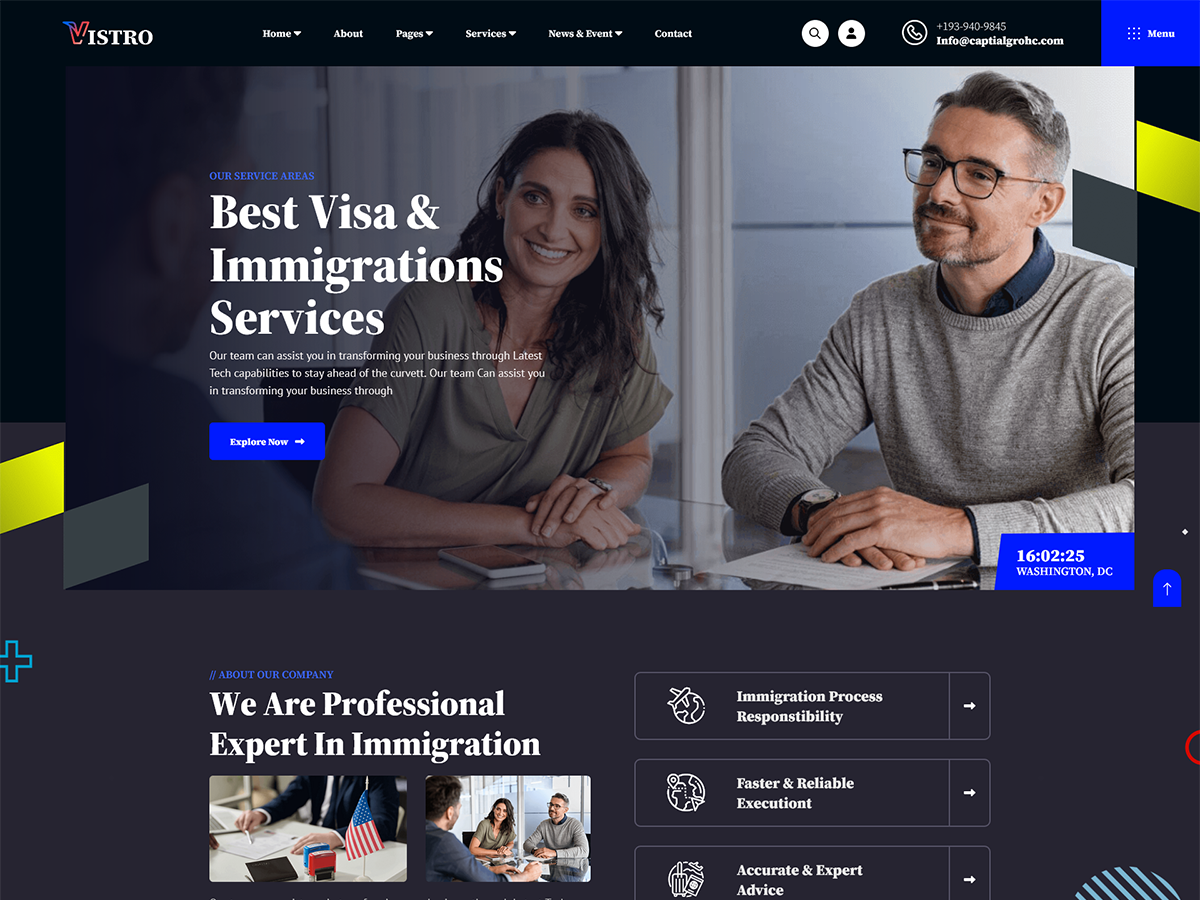 VISTRO
Home
About
Pages
Services
News & Event
Contact
+193-940-9845
Info@captialgrohc.com
Menu
OUR SERVICE AREAS
Best Visa &
Immigrations
Services
Our team can assist you in transforming your business through Latest
Tech capabilities to stay ahead of the curvett. Our team Can assist you
in transforming your business through
Explore Now
16:02:25
WASHINGTON, DC
// ABOUT OUR COMPANY
We Are Professional
Expert In Immigration
Immigration Process
Responstibility
Faster & Reliable
Executiont
Accurate & Expert
Advice